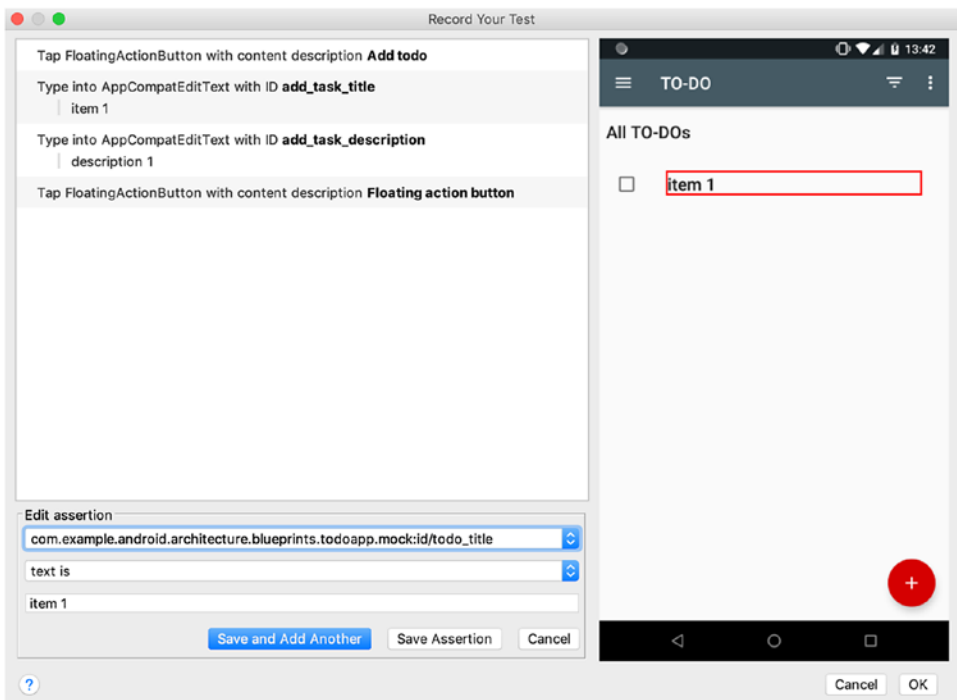 Record Your Test
Tap FloatingActionButton with content description Add todo
Type into AppCompatEditText with ID add_task_title
item 1
Type into AppCompatEditText with ID add_task_description
description 1
Tap FloatingActionButton with content description Floating action button
Edit assertion
com.example.android.architecture.blueprints.todoapp.mock:id/todo_title
text is
item 1
Save and Add Another Save Assertion Cancel
13:42
TO-DO
All TO-DOs
item 1
+
? Cancel OK